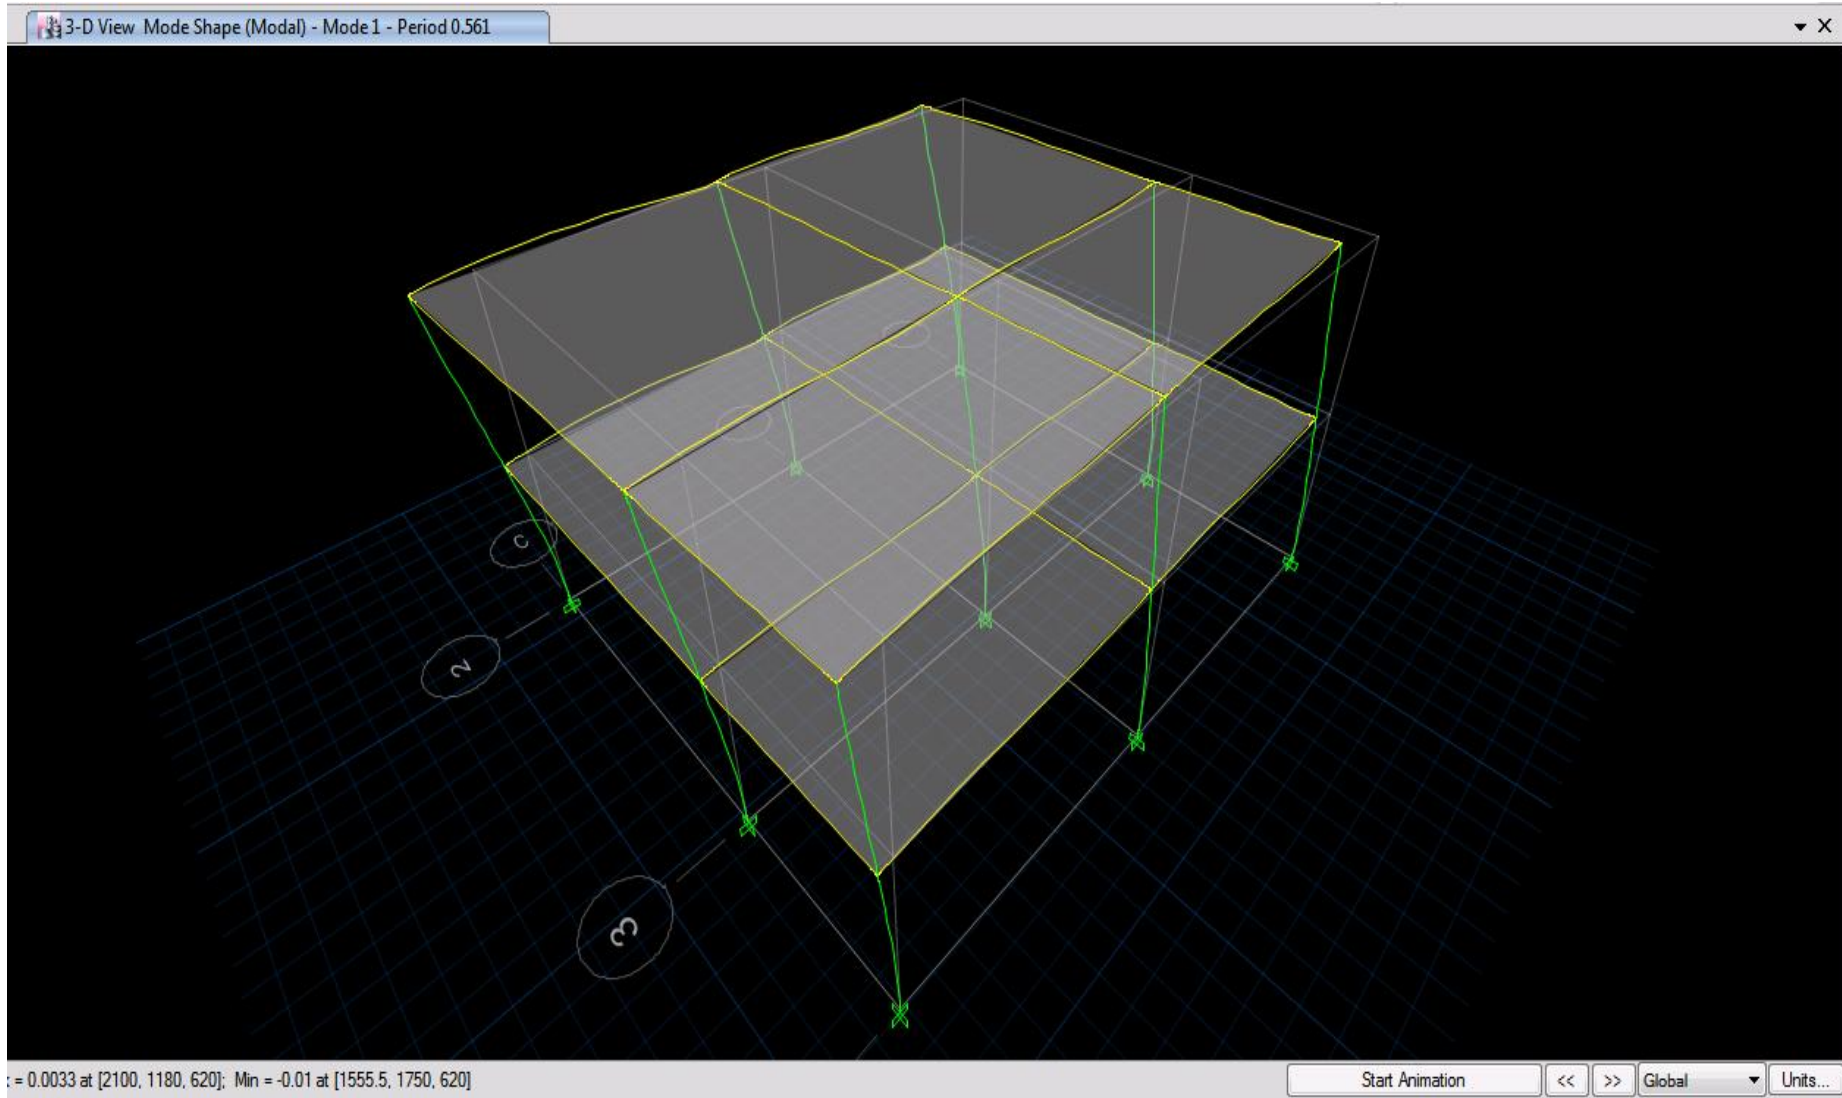 3-D View Mode Shape (Modal) - Mode 1 - Period 0.561
C
2
3
= 0.0033 at [2100, 1180, 620]; Min = -0.01 at [1555.5, 1750, 620]
Start Animation
<<
>>
Global
Units...